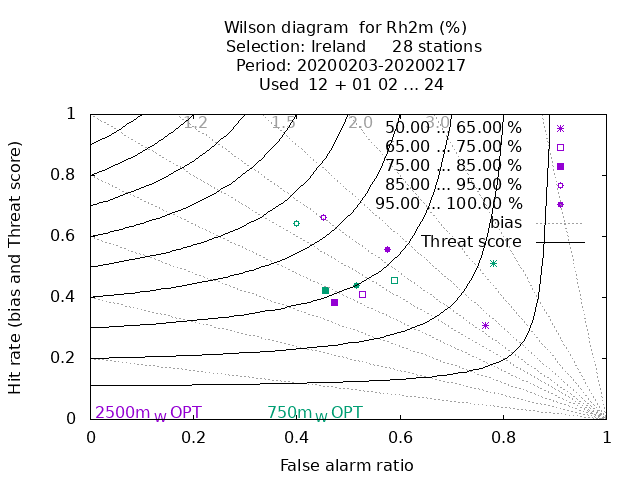 Wilson diagram  for Rh2m (%)
Selection: Ireland     28 stations
Period: 20200203-20200217
Used  12 + 01 02 ... 24
1.2 1.5 2.0 3.0
50.00 ... 65.00 %
65.00 ... 75.00 %
75.00 ... 85.00 %
85.00 ... 95.00 %
95.00 ... 100.00 %
bias
Threat score
Hit rate (bias and Threat score)
1
0.8
0.6
0.4
0.2
0
2500m_W OPT 750m_W OPT
0 0.2 0.4 0.6 0.8 1
False alarm ratio